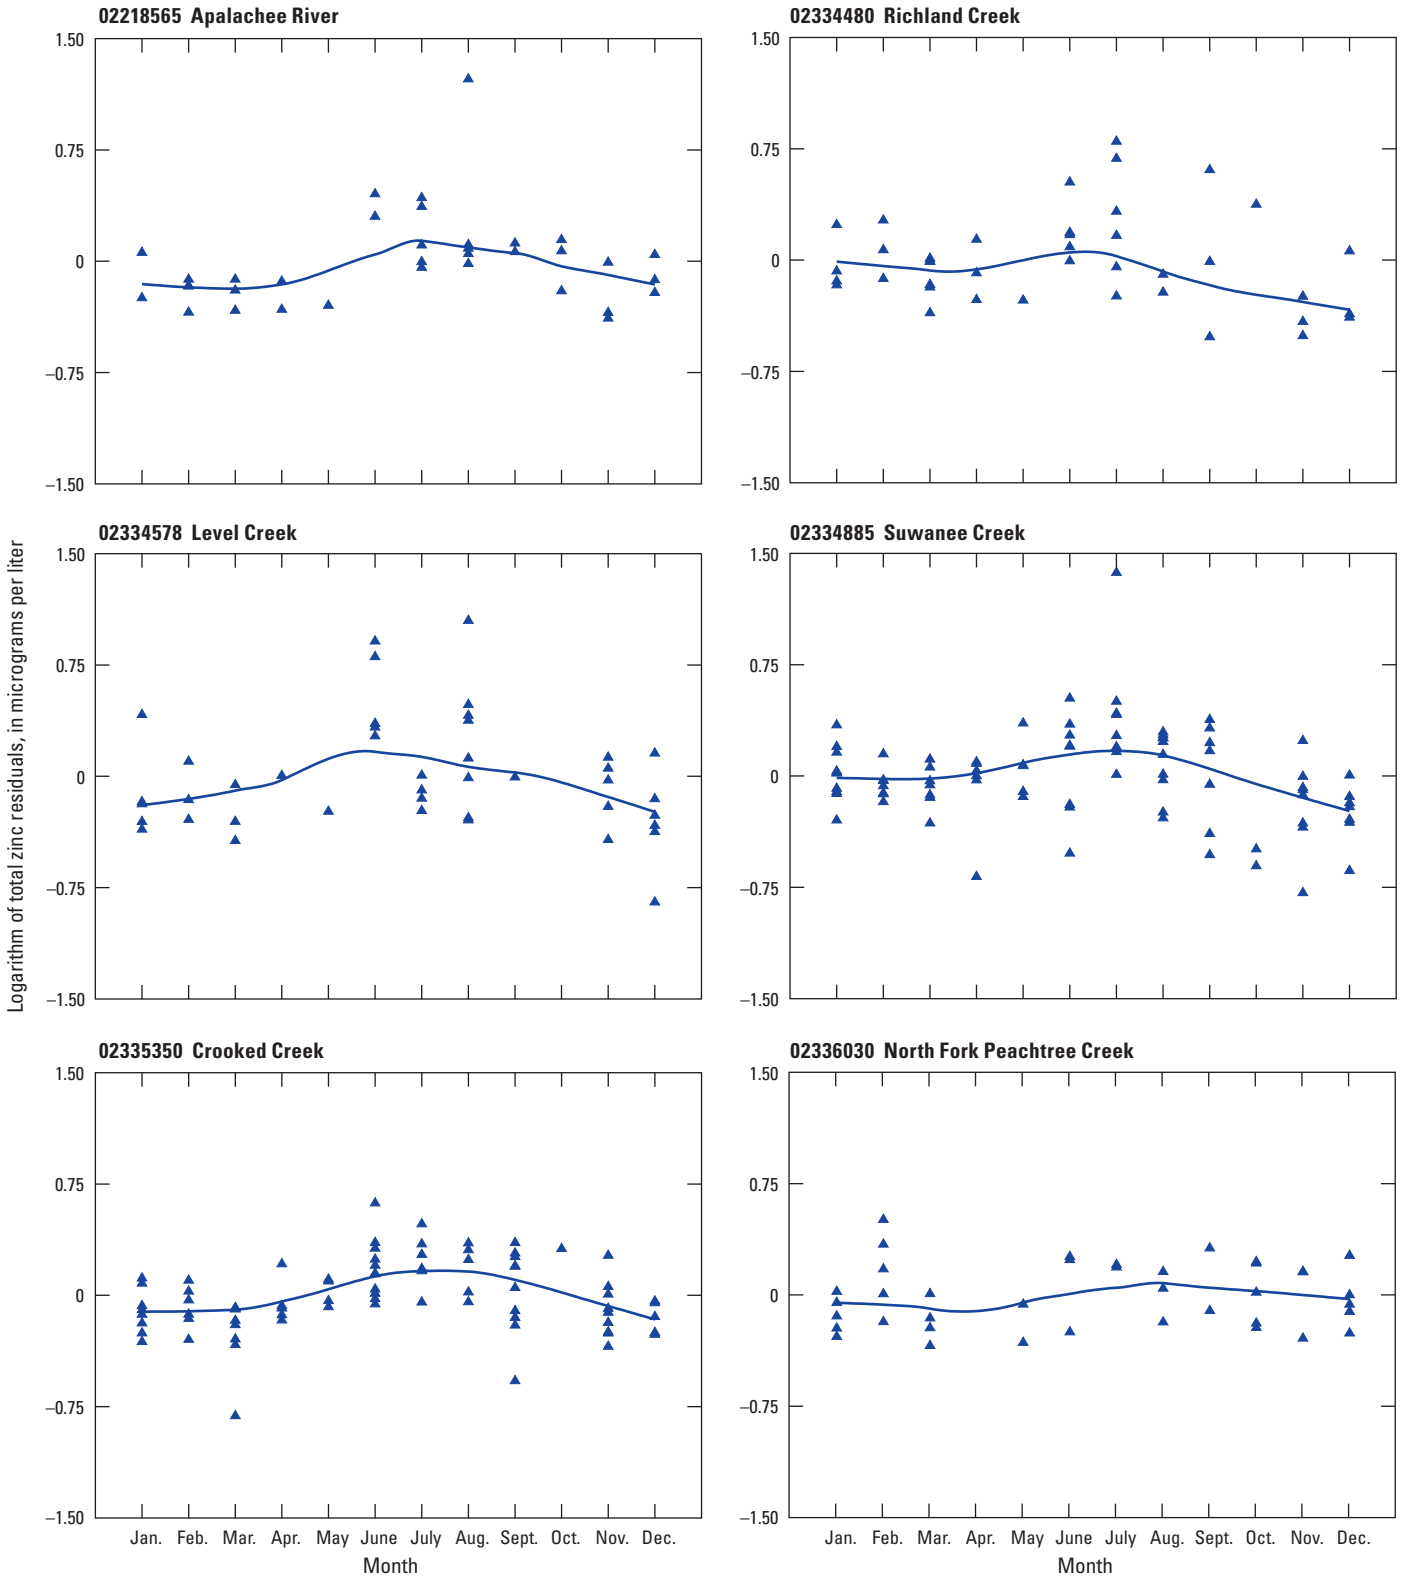 02218565 Apalachee River
1.50
0.75
0
–0.75
–1.50
02334480 Richland Creek
1.50
0.75
0
–0.75
–1.50
Logarithm of total zinc residuals, in micrograms per liter
02334578 Level Creek
1.50
0.75
0
–0.75
–1.50
02334885 Suwanee Creek
1.50
0.75
0
–0.75
–1.50
02335350 Crooked Creek
1.50
0.75
0
–0.75
–1.50
Jan. Feb. Mar. Apr. May June July Aug. Sept. Oct. Nov. Dec.
Month
02336030 North Fork Peachtree Creek
1.50
0.75
0
–0.75
–1.50
Jan. Feb. Mar. Apr. May June July Aug. Sept. Oct. Nov. Dec.
Month